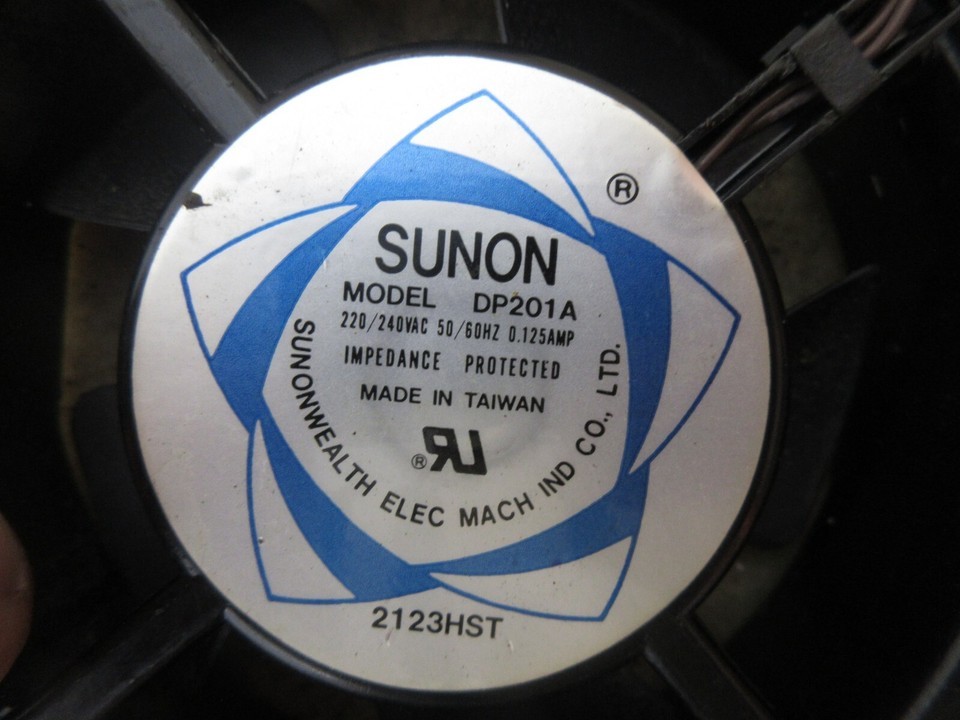 ®
SUNON
MODEL DP201A
220/240VAC 50/60HZ 0.125AMP
IMPEDANCE PROTECTED
MADE IN TAIWAN
RU®
SUNONWEALTH ELEC MACH IND CO., LTD.
2123HST